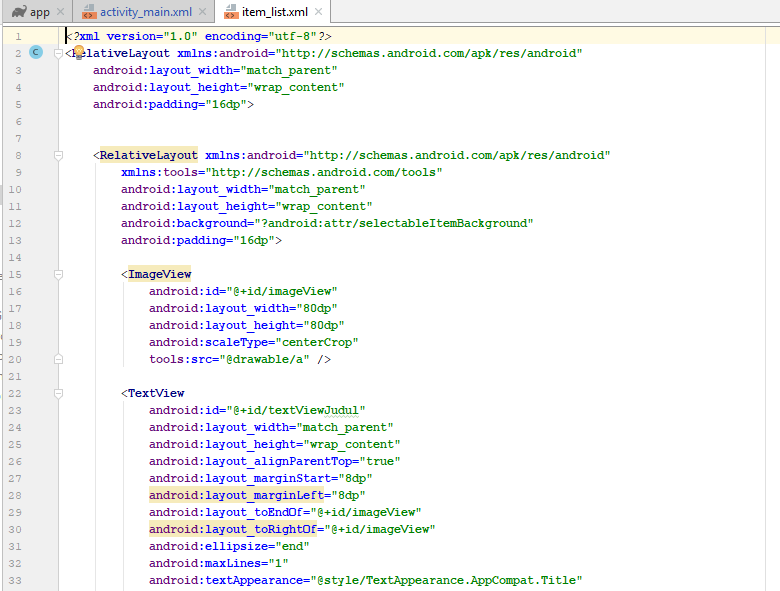 app activity_main.xml item_list.xml
1 <?xml version="1.0" encoding="utf-8"?>
2 C <RelativeLayout xmlns:android="http://schemas.android.com/apk/res/android"
3 android:layout_width="match_parent"
4 android:layout_height="wrap_content"
5 android:padding="16dp">
6
7
8 <RelativeLayout xmlns:android="http://schemas.android.com/apk/res/android"
9 xmlns:tools="http://schemas.android.com/tools"
10 android:layout_width="match_parent"
11 android:layout_height="wrap_content"
12 android:background="?android:attr/selectableItemBackground"
13 android:padding="16dp">
14
15 <ImageView
16 android:id="@+id/imageView"
17 android:layout_width="80dp"
18 android:layout_height="80dp"
19 android:scaleType="centerCrop"
20 tools:src="@drawable/a" />
21
22 <TextView
23 android:id="@+id/textViewJudul"
24 android:layout_width="match_parent"
25 android:layout_height="wrap_content"
26 android:layout_alignParentTop="true"
27 android:layout_marginStart="8dp"
28 android:layout_marginLeft="8dp"
29 android:layout_toEndOf="@+id/imageView"
30 android:layout_toRightOf="@+id/imageView"
31 android:ellipsize="end"
32 android:maxLines="1"
33 android:textAppearance="@style/TextAppearance.AppCompat.Title"